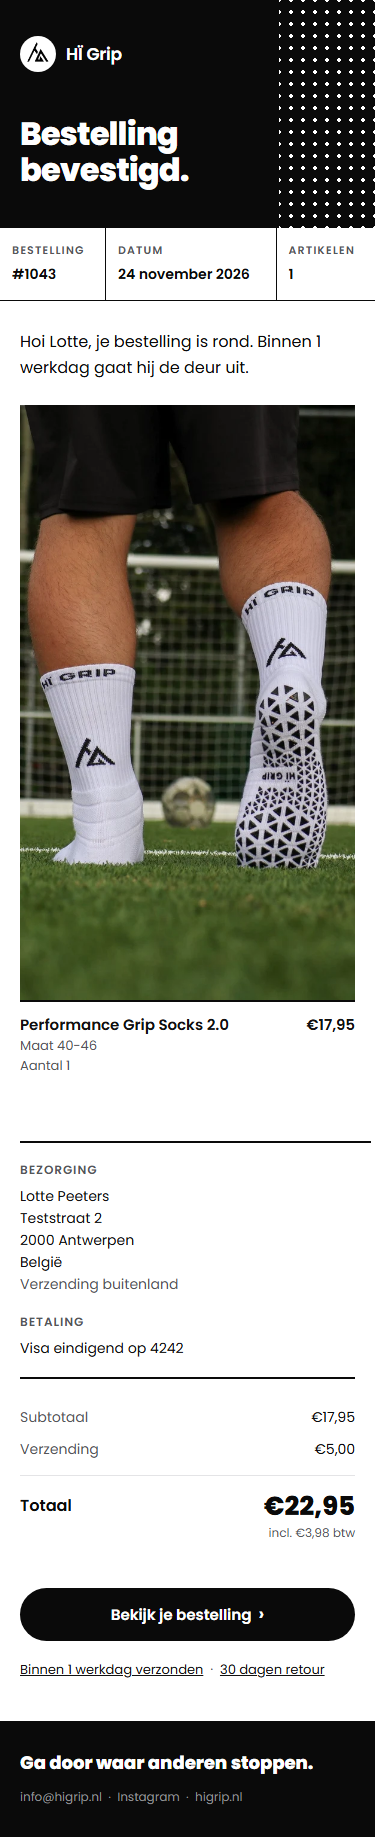 HÏ Grip
Bestelling
bevestigd.
BESTELLING
#1043
DATUM
24 november 2026
ARTIKELEN
1
Hoi Lotte, je bestelling is rond. Binnen 1
werkdag gaat hij de deur uit.
HÏ GRIP
HÏ GRIP
HÏ GRIP
Performance Grip Socks 2.0
€17,95
Maat 40-46
Aantal 1
BEZORGING
Lotte Peeters
Teststraat 2
2000 Antwerpen
België
Verzending buitenland
BETALING
Visa eindigend op 4242
Subtotaal
€17,95
Verzending
€5,00
Totaal
€22,95
incl. €3,98 btw
Bekijk je bestelling ›
Binnen 1 werkdag verzonden · 30 dagen retour
Ga door waar anderen stoppen.
info@higrip.nl · Instagram · higrip.nl